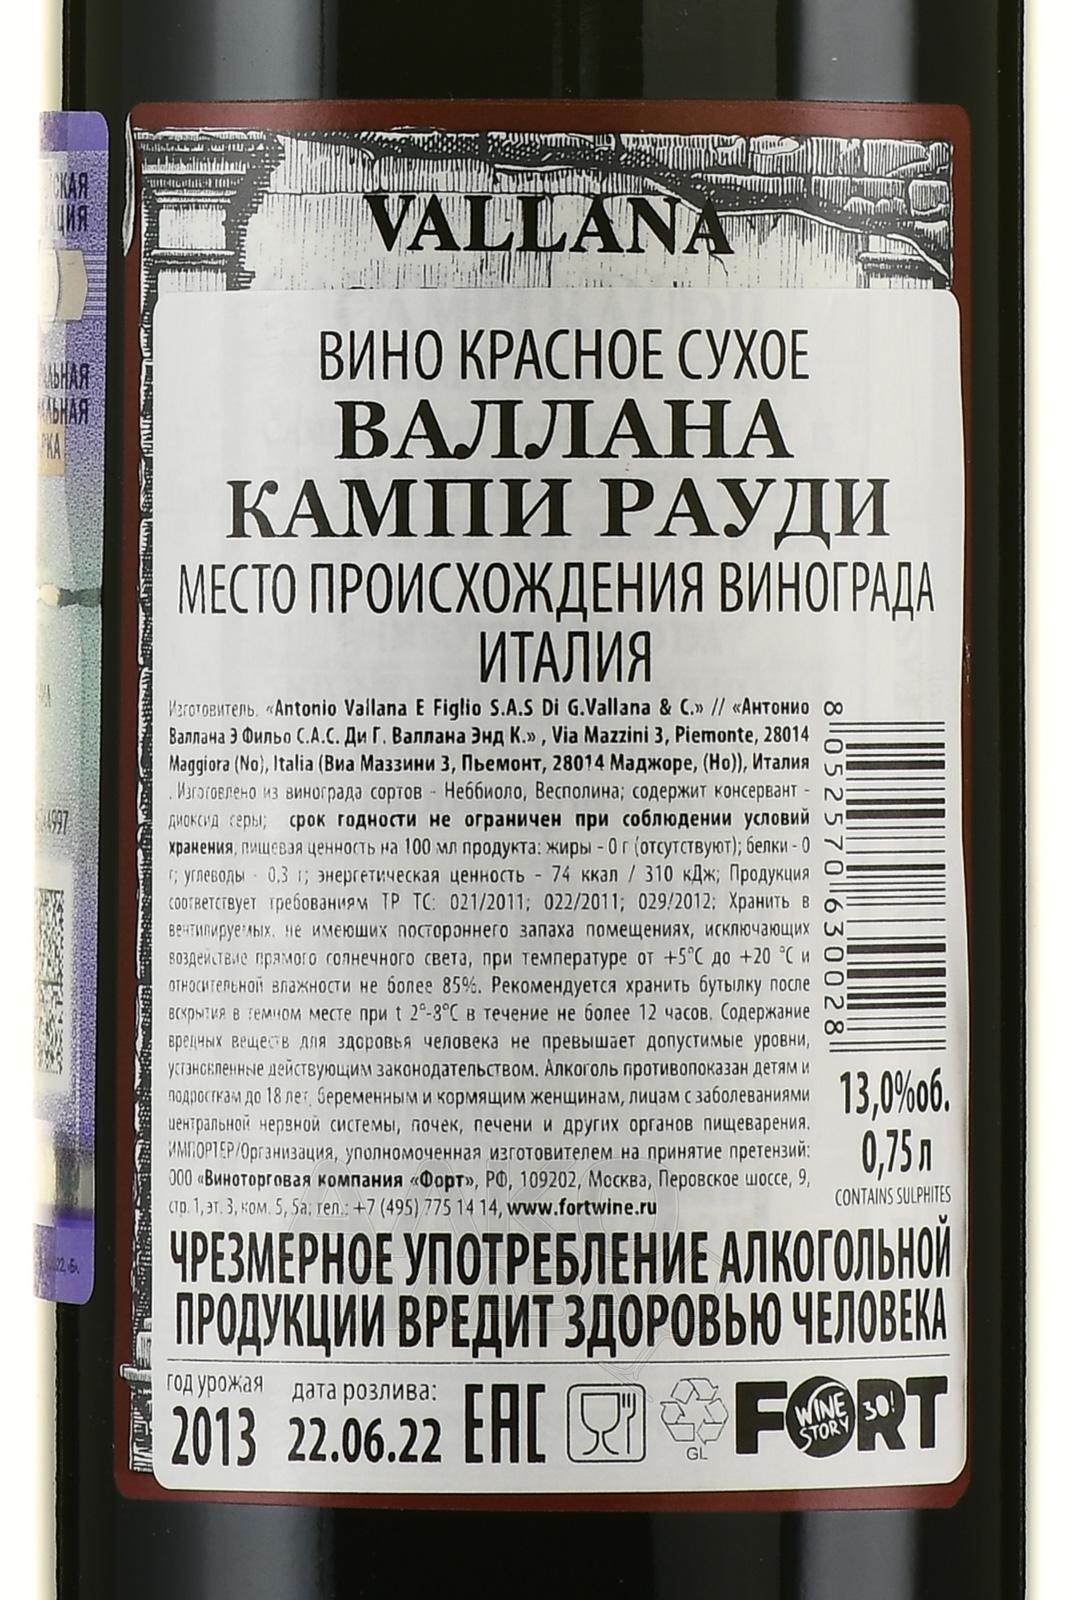 VALLANA
ВИНО КРАСНОЕ СУХОЕ
ВАЛЛАНА
КАМПИ РАУДИ
МЕСТО ПРОИСХОЖДЕНИЯ ВИНОГРАДА
ИТАЛИЯ
Изготовитель. «Antonio Vallana E Figlio S.A.S Di G.Vallana & C.» // «Антонио
Валлана Э Фильо С.А.С. Ди Г. Валлана Энд К.» , Via Mazzini 3, Piemonte, 28014
Maggiora (No), Italia (Виа Маззини 3, Пьемонт, 28014 Маджоре, (Но)), Италия
. Изготовлено из винограда сортов - Неббиоло, Весполина; содержит консервант -
диоксид серы; срок годности не ограничен при соблюдении условий
хранения, пищевая ценность на 100 мл продукта: жиры - 0 г (отсутствуют); белки - 0
г; углеводы - 0,3 г; энергетическая ценность - 74 ккал / 310 кДж; Продукция
соответствует требованиям ТР ТС: 021/2011; 022/2011; 029/2012; Хранить в
вентилируемых, не имеющих постороннего запаха помещениях, исключающих
воздействие прямого солнечного света, при температуре от +5°С до +20 °С и
относительной влажности не более 85%. Рекомендуется хранить бутылку после
вскрытия в темном месте при t 2°-8°С в течение не более 12 часов. Содержание
вредных веществ для здоровья человека не превышает допустимые уровни,
установленные действующим законодательством. Алкоголь противопоказан детям и
подросткам до 18 лет, беременным и кормящим женщинам, лицам с заболеваниями
центральной нервной системы, почек, печени и других органов пищеварения.
ИМПОРТЕР/Организация, уполномоченная изготовителем на принятие претензий:
ООО «Виноторговая компания «Форт», РФ, 109202, Москва, Перовское шоссе, 9,
стр. 1, эт. 3, ком. 5, 5а; тел.: +7 (495) 775 14 14, www.fortwine.ru
8 052570 630028
13,0%об.
0,75 л
CONTAINS SULPHITES
ЧРЕЗМЕРНОЕ УПОТРЕБЛЕНИЕ АЛКОГОЛЬНОЙ
ПРОДУКЦИИ ВРЕДИТ ЗДОРОВЬЮ ЧЕЛОВЕКА
год урожая
2013
дата розлива:
22.06.22
EAC
GL
FORT
WINE
STORY
30!